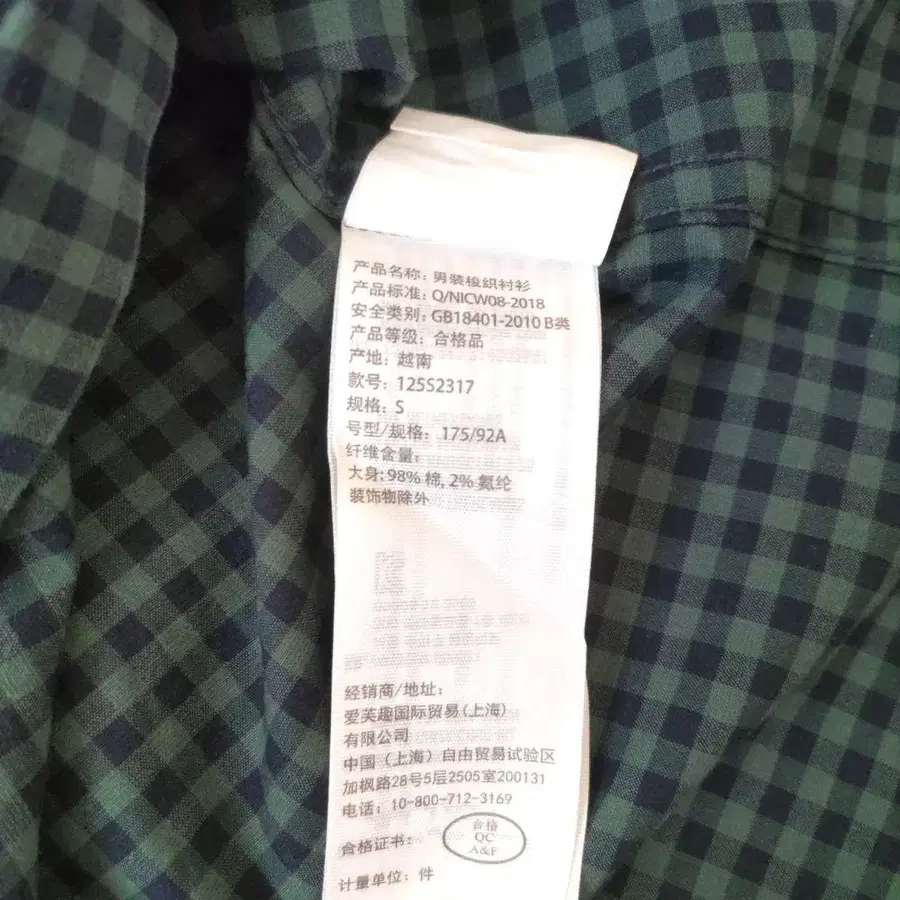 产品名称: 男装梭织衬衫
产品标准: Q/NICW08-2018
安全类别: GB18401-2010 B类
产品等级: 合格品
产地: 越南
款号: 125S2317
规格: S
号型/规格: 175/92A
纤维含量:
大身: 98% 棉, 2% 氨纶
装饰物除外
经销商/地址:
爱芙趣国际贸易(上海)
有限公司
中国（上海）自由贸易试验区
加枫路28号5层2505室200131
电话: 10-800-712-3169
合格证书:
合格
QC
A&F
计量单位: 件